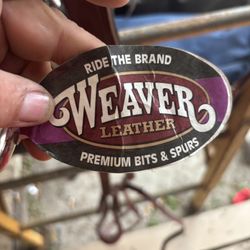 RIDE THE BRAND
WEAVER
LEATHER
PREMIUM BITS & SPURS